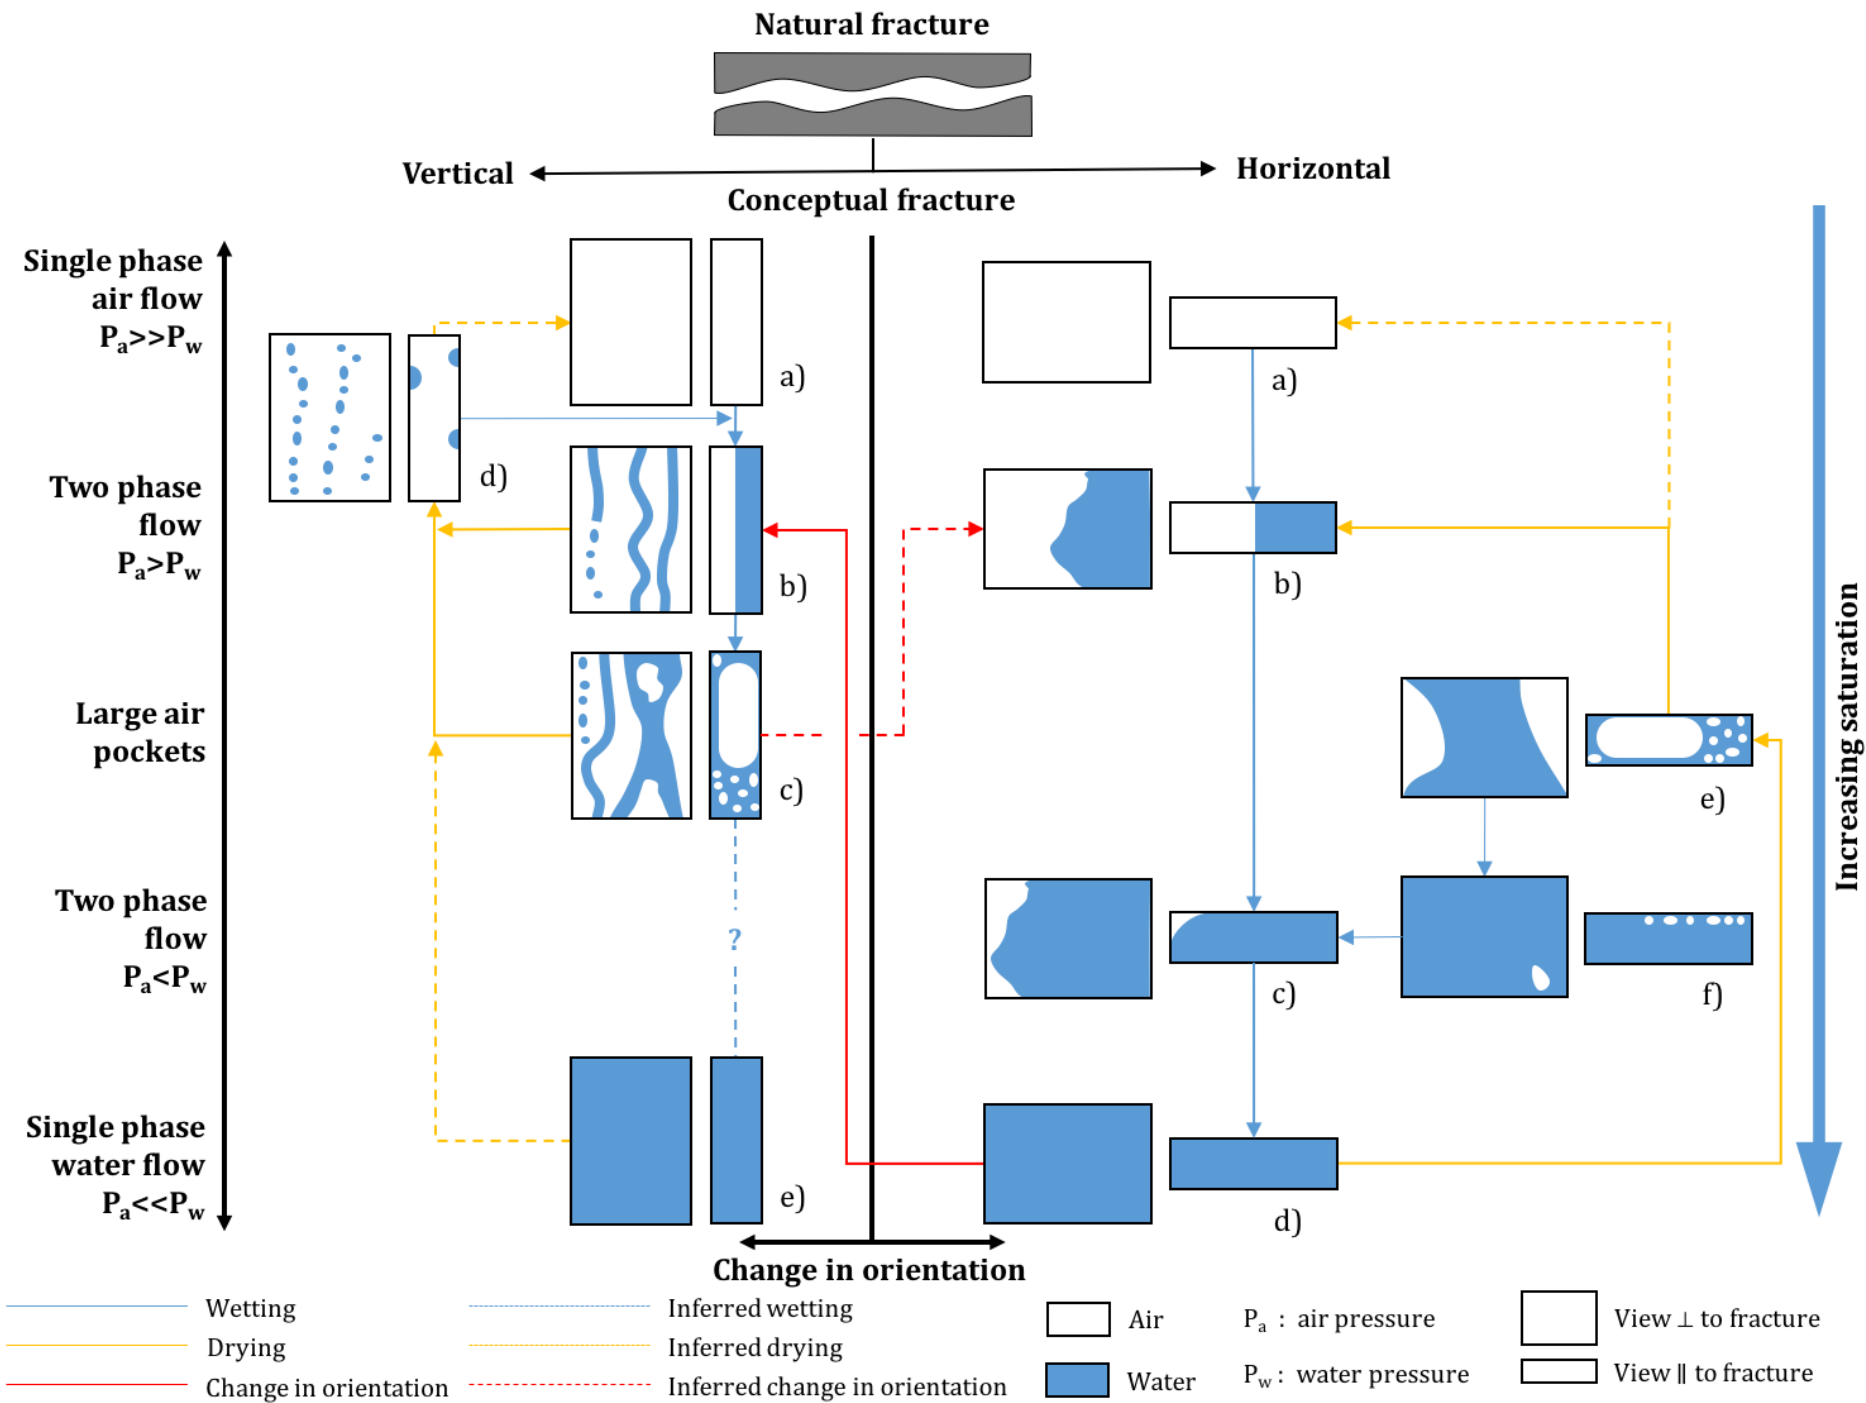 Natural fracture
Vertical
Horizontal
Conceptual fracture
Single phase
air flow
Pa>>Pw
Two phase
flow
Pa>Pw
Large air
pockets
Two phase
flow
Pa<Pw
Single phase
water flow
Pa<<Pw
a)
d)
b)
c)
?
e)
a)
b)
e)
c)
f)
d)
Increasing saturation
Change in orientation
Wetting
Drying
Change in orientation
Inferred wetting
Inferred drying
Inferred change in orientation
Air
Water
Pa : air pressure
Pw : water pressure
View ⊥ to fracture
View ∥ to fracture